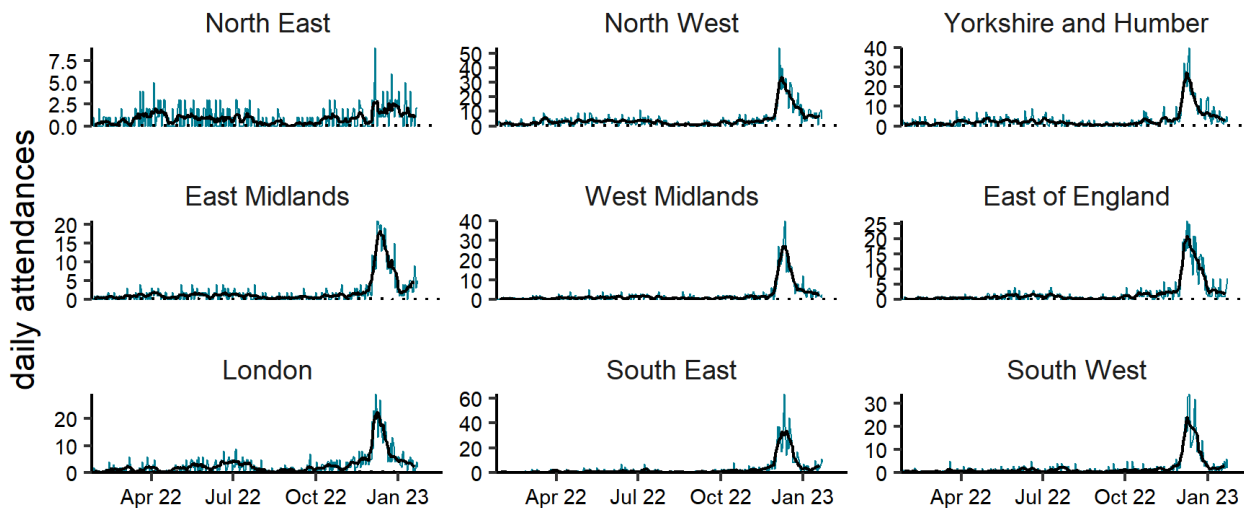 North East North West Yorkshire and Humber
7.5 50 40
5.0 40 30
2.5 30 20
0.0 20 10
10 0
0
East Midlands West Midlands East of England
20 40 25
15 30 20
10 20 15
5 10 10
0 0 5
0
London South East South West
20 60 30
10 40 20
0 20 10
0 0
Apr 22 Jul 22 Oct 22 Jan 23 Apr 22 Jul 22 Oct 22 Jan 23 Apr 22 Jul 22 Oct 22 Jan 23
daily attendances